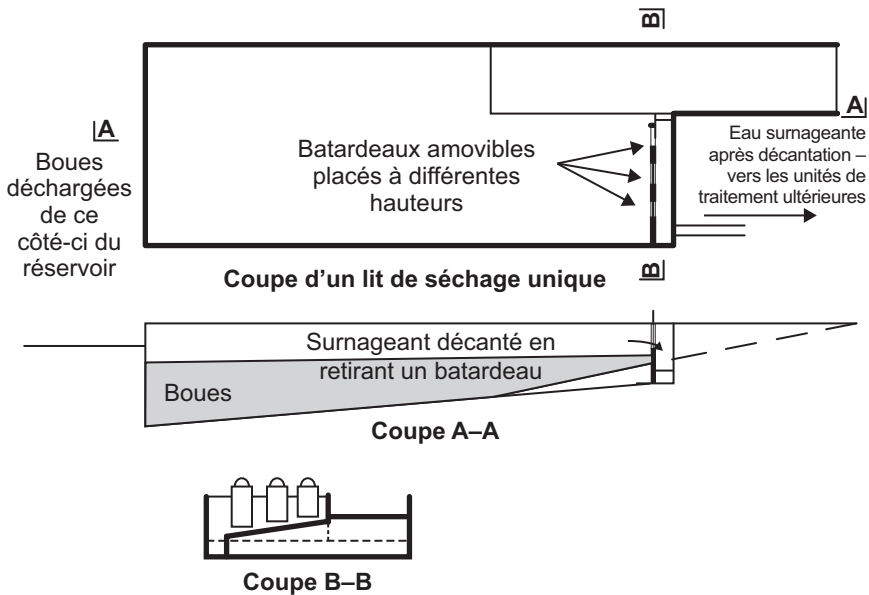 B
A
Boues
déchargées
de ce
côté-ci du
réservoir
Batardeaux amovibles
placés à différentes
hauteurs
A
Eau surnageante
après décantation –
vers les unités de
traitement ultérieures
Coupe d’un lit de séchage unique
B
Surnageant décanté en
retirant un batardeau
Boues
Coupe A–A
Coupe B–B